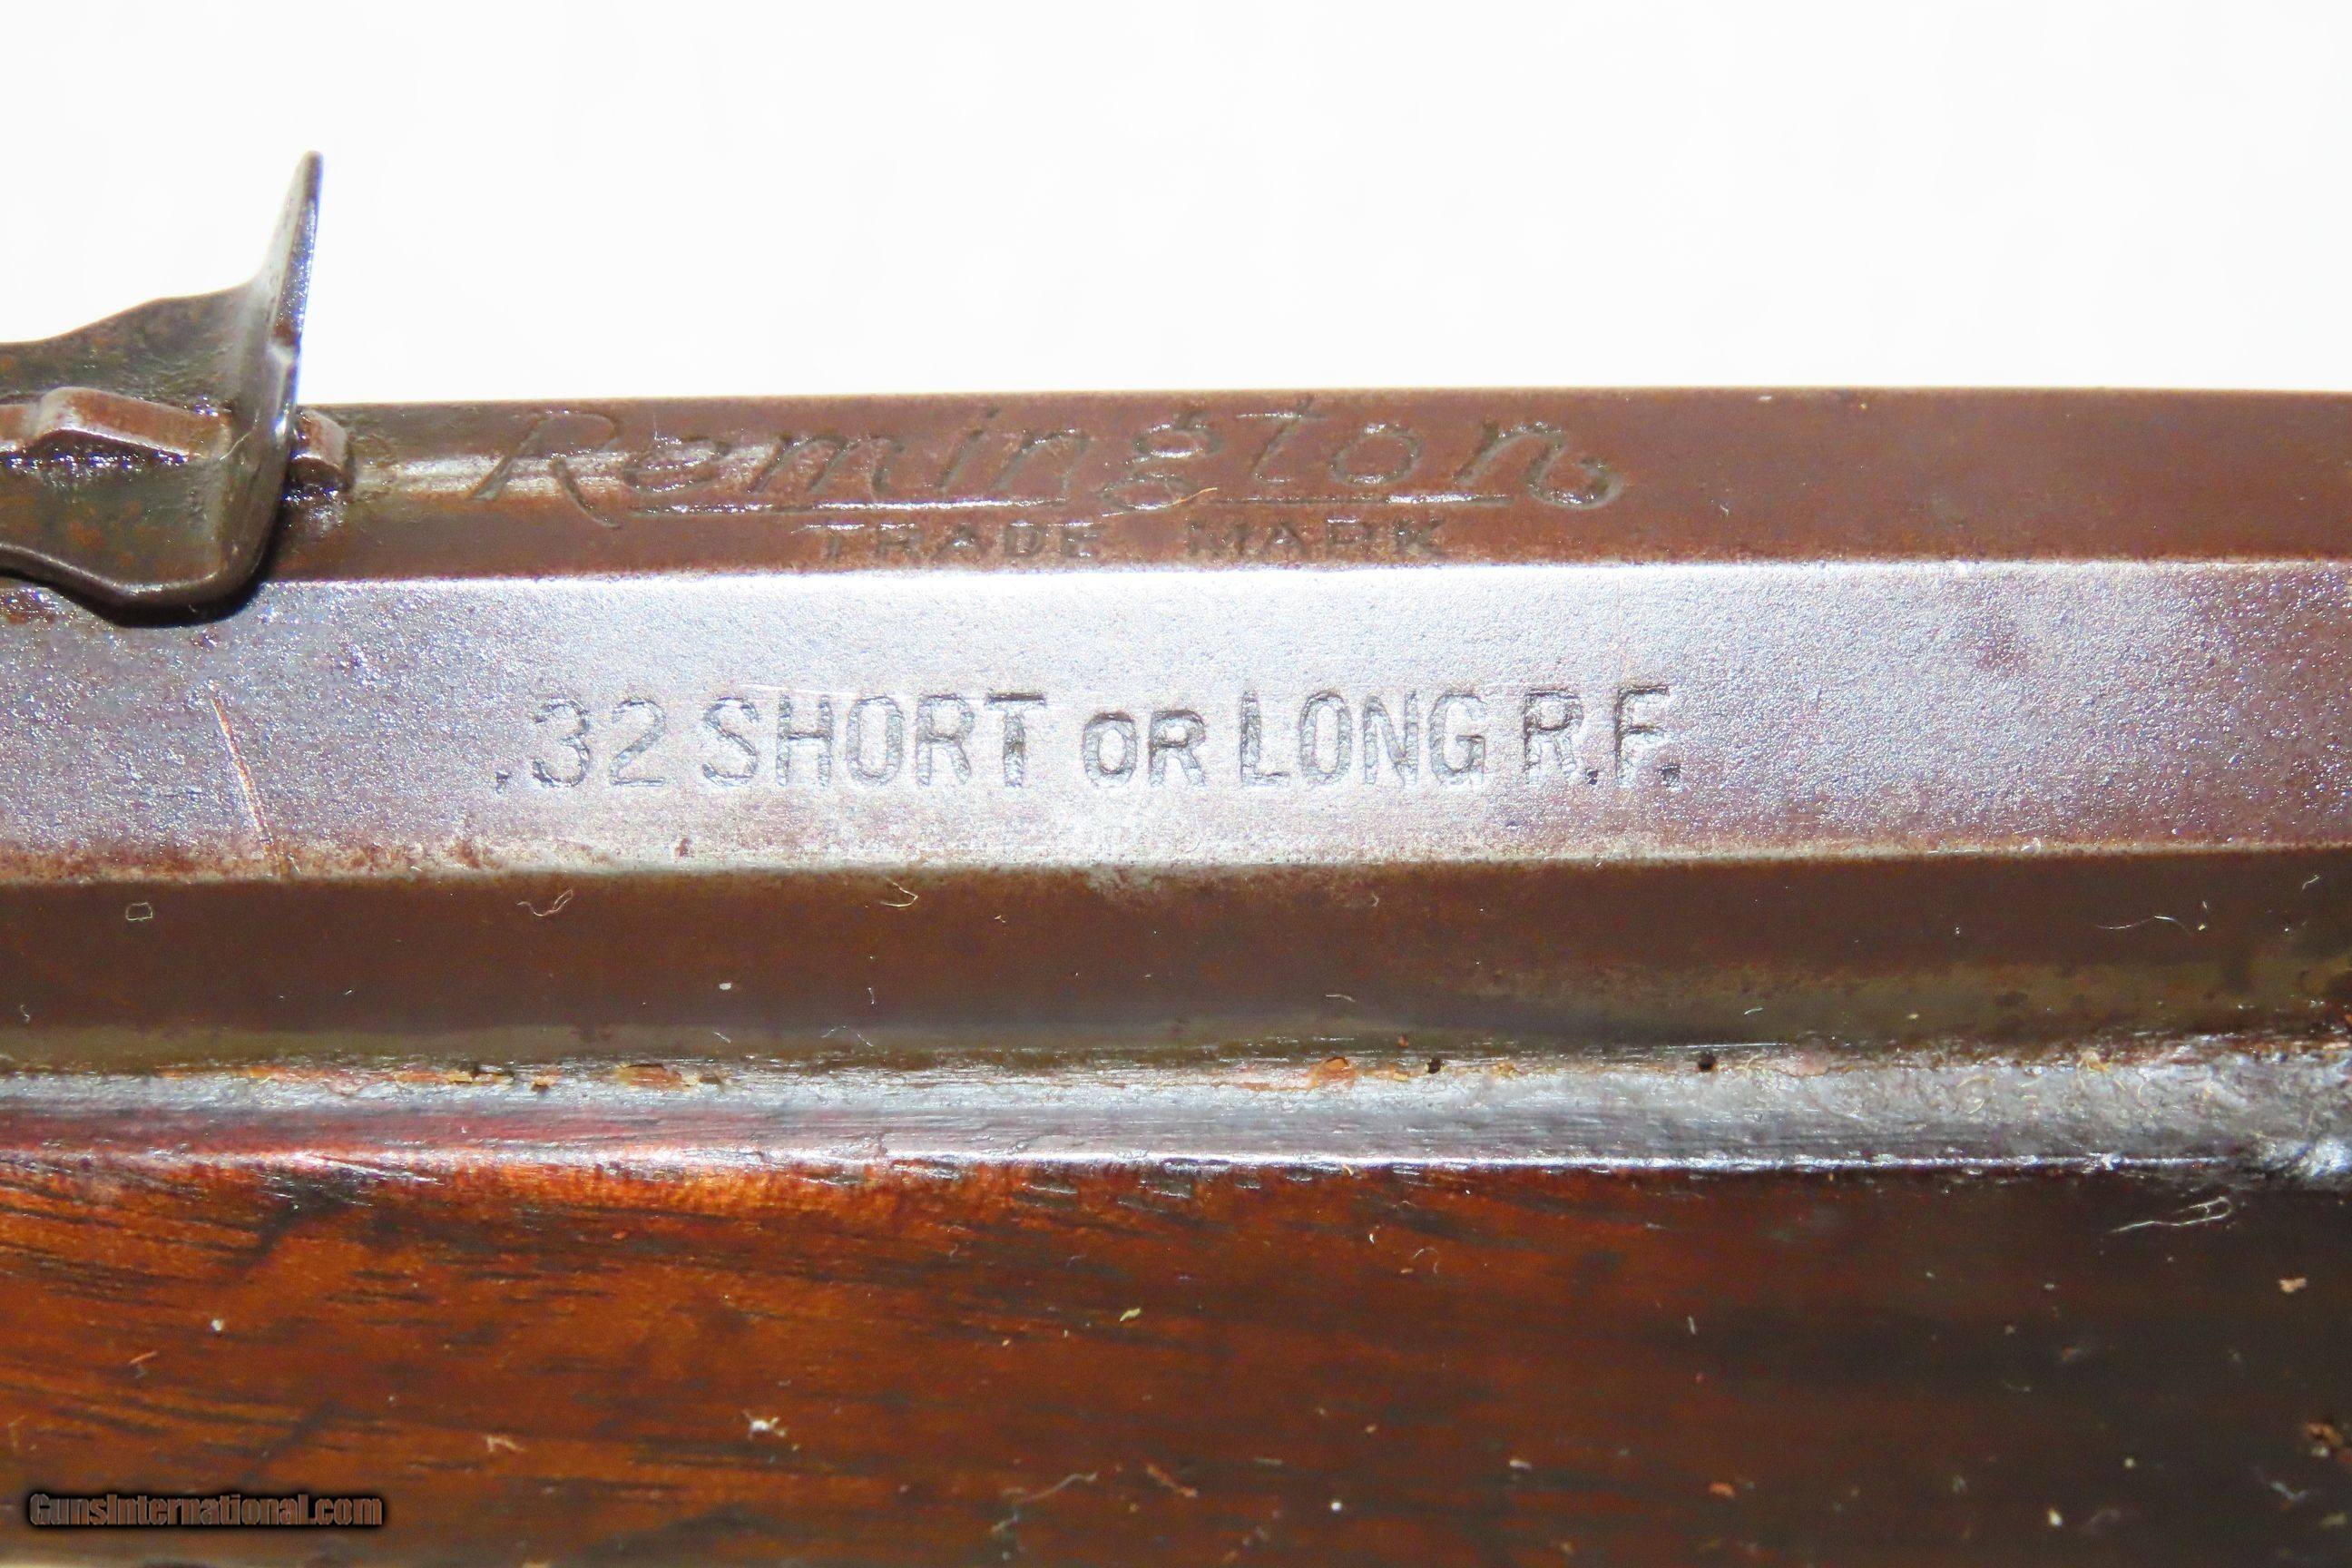 Remington
TRADE MARK
.32 SHORT OR LONG R.F.
GunsInternational.com